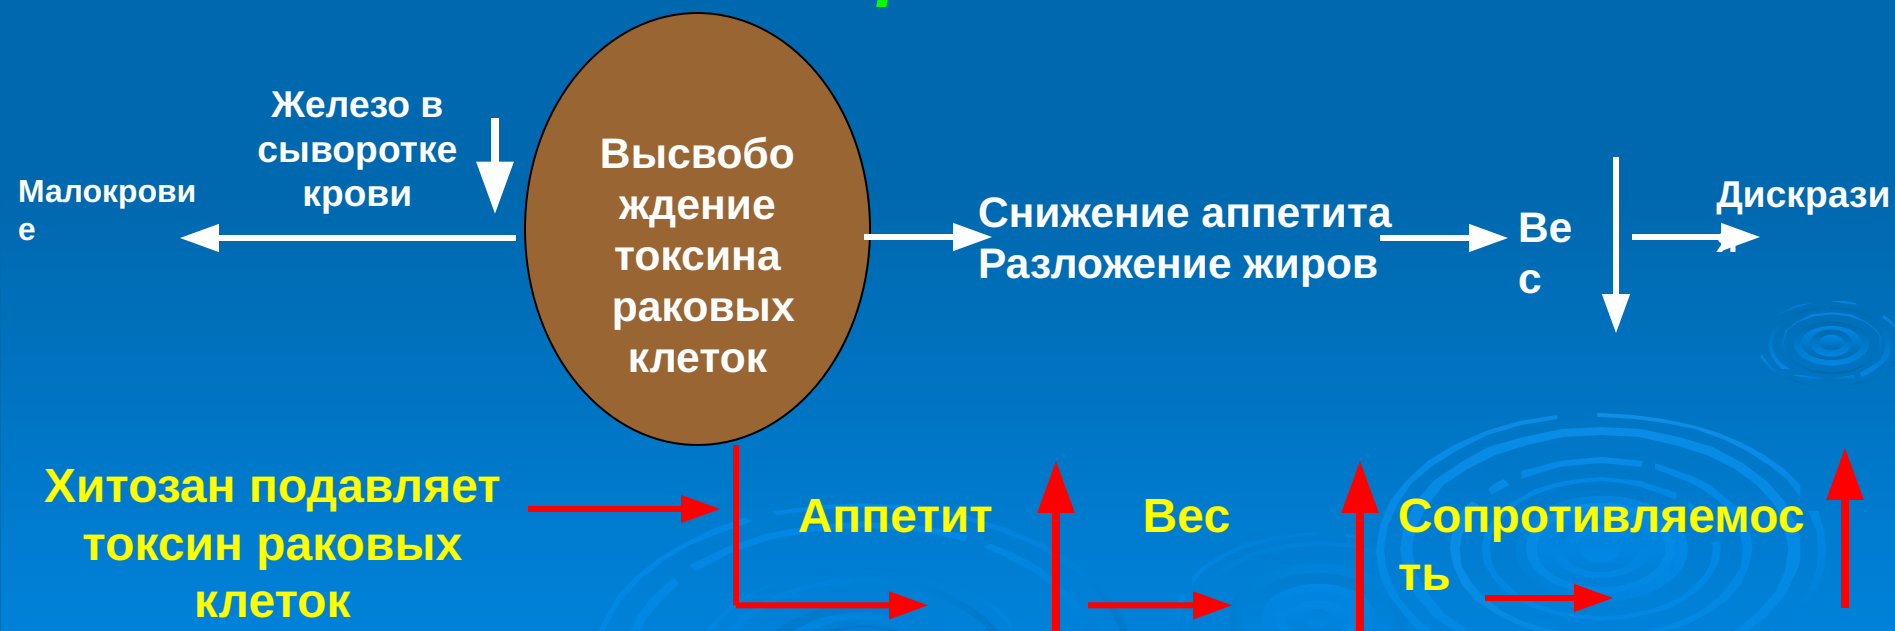 Железо в
сыворотке
крови
Малокрови
е
Высвобо
ждение
токсина
раковых
клеток
Снижение аппетита
Разложение жиров
Ве
с
Дискрази
я
Хитозан подавляет
токсин раковых
клеток
Аппетит
Вес
Сопротивляемос
ть